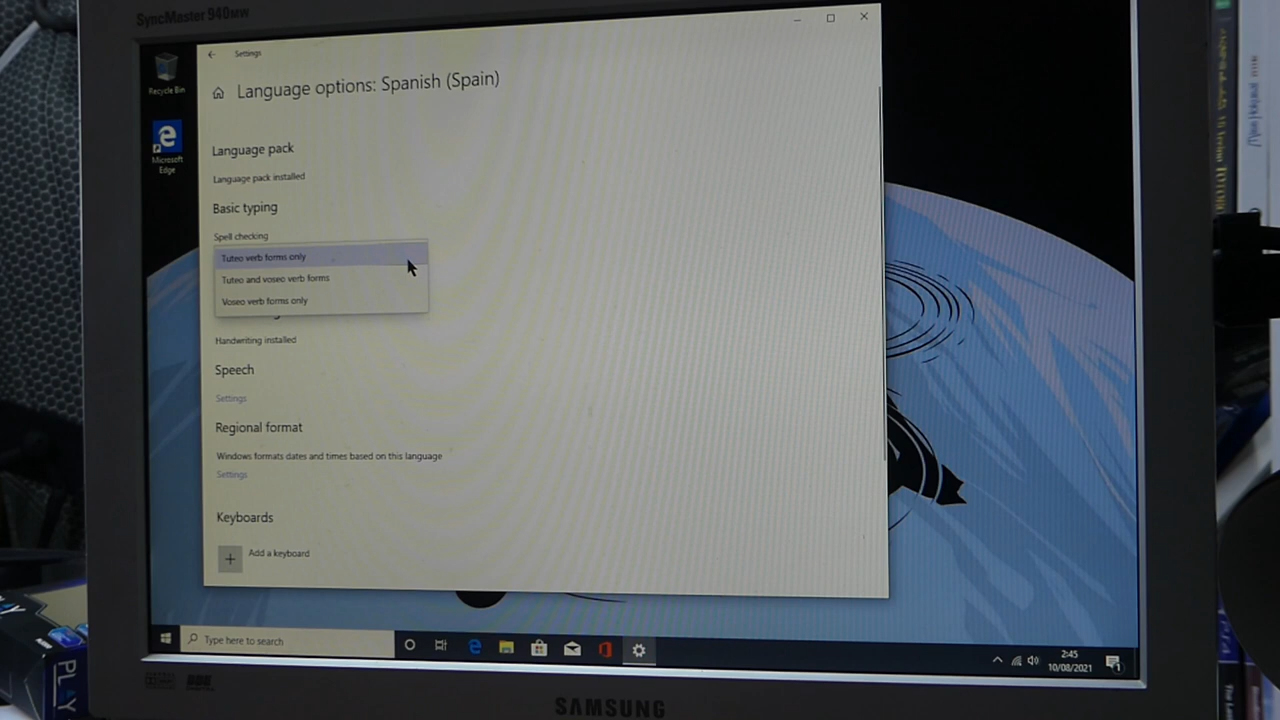 SyncMaster 940MW
Recycle Bin
Microsoft
Edge
Settings
Language options: Spanish (Spain)
Language pack
Language pack installed
Basic typing
Spell checking
Tuteo verb forms only
Tuteo and voseo verb forms
Voseo verb forms only
Handwriting installed
Speech
Settings
Regional format
Windows formats dates and times based on this language
Settings
Keyboards
Add a keyboard
Type here to search
2:45
10/08/2021
1
SAMSUNG
PLAY